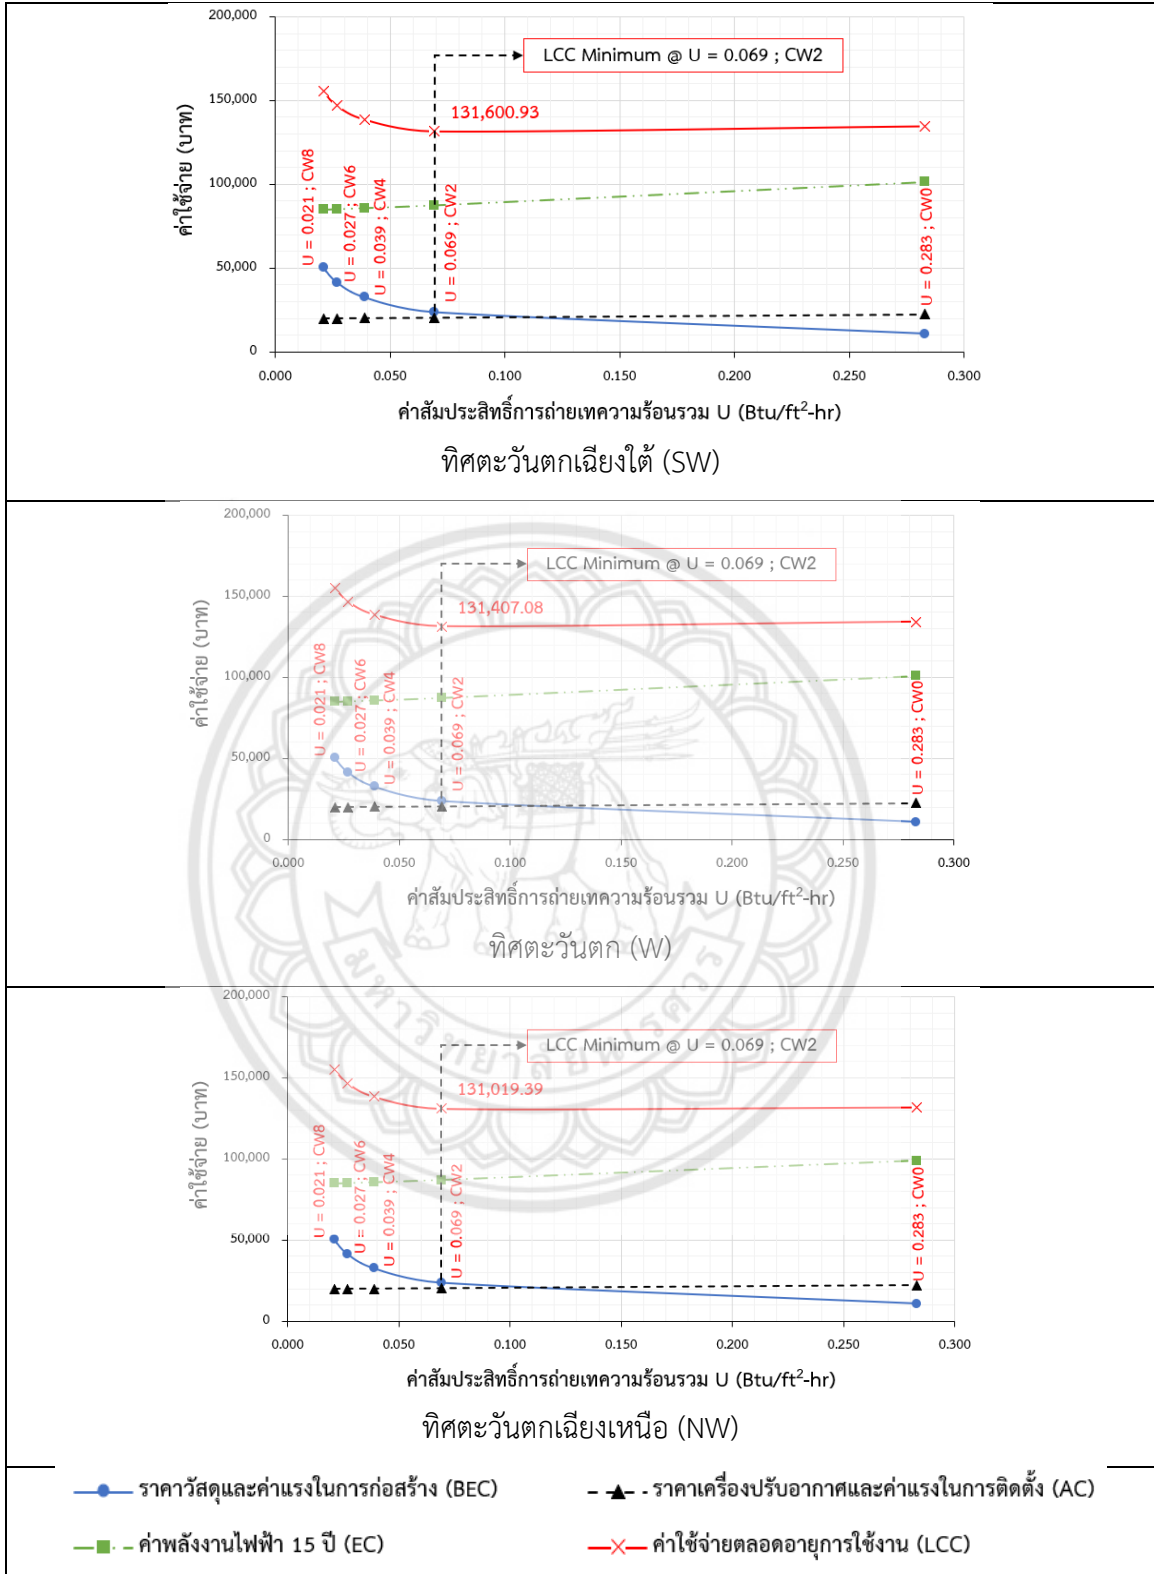 200,000
LCC Minimum @ U = 0.069 ; CW2
150,000
131,600.93
100,000
50,000
0
ค่าใช้จ่าย (บาท)
U = 0.021 ; CW8
U = 0.027 ; CW6
U = 0.039 ; CW4
U = 0.069 ; CW2
U = 0.283 ; CW0
0.000 0.050 0.100 0.150 0.200 0.250 0.300
ค่าสัมประสิทธิ์การถ่ายเทความร้อนรวม U (Btu/ft²-hr)
ทิศตะวันตกเฉียงใต้ (SW)
200,000
LCC Minimum @ U = 0.069 ; CW2
150,000
131,407.08
100,000
50,000
0
ค่าใช้จ่าย (บาท)
U = 0.021 ; CW8
U = 0.027 ; CW6
U = 0.039 ; CW4
U = 0.069 ; CW2
U = 0.283 ; CW0
0.000 0.050 0.100 0.150 0.200 0.250 0.300
ค่าสัมประสิทธิ์การถ่ายเทความร้อนรวม U (Btu/ft²-hr)
ทิศตะวันตก (W)
มหาวิทยาลัยนเรศวร
200,000
LCC Minimum @ U = 0.069 ; CW2
150,000
131,019.39
100,000
50,000
0
ค่าใช้จ่าย (บาท)
U = 0.021 ; CW8
U = 0.027 ; CW6
U = 0.039 ; CW4
U = 0.069 ; CW2
U = 0.283 ; CW0
0.000 0.050 0.100 0.150 0.200 0.250 0.300
ค่าสัมประสิทธิ์การถ่ายเทความร้อนรวม U (Btu/ft²-hr)
ทิศตะวันตกเฉียงเหนือ (NW)
ราคาวัสดุและค่าแรงในการก่อสร้าง (BEC) ราคาเครื่องปรับอากาศและค่าแรงในการติดตั้ง (AC)
ค่าพลังงานไฟฟ้า 15 ปี (EC) ค่าใช้จ่ายตลอดอายุการใช้งาน (LCC)